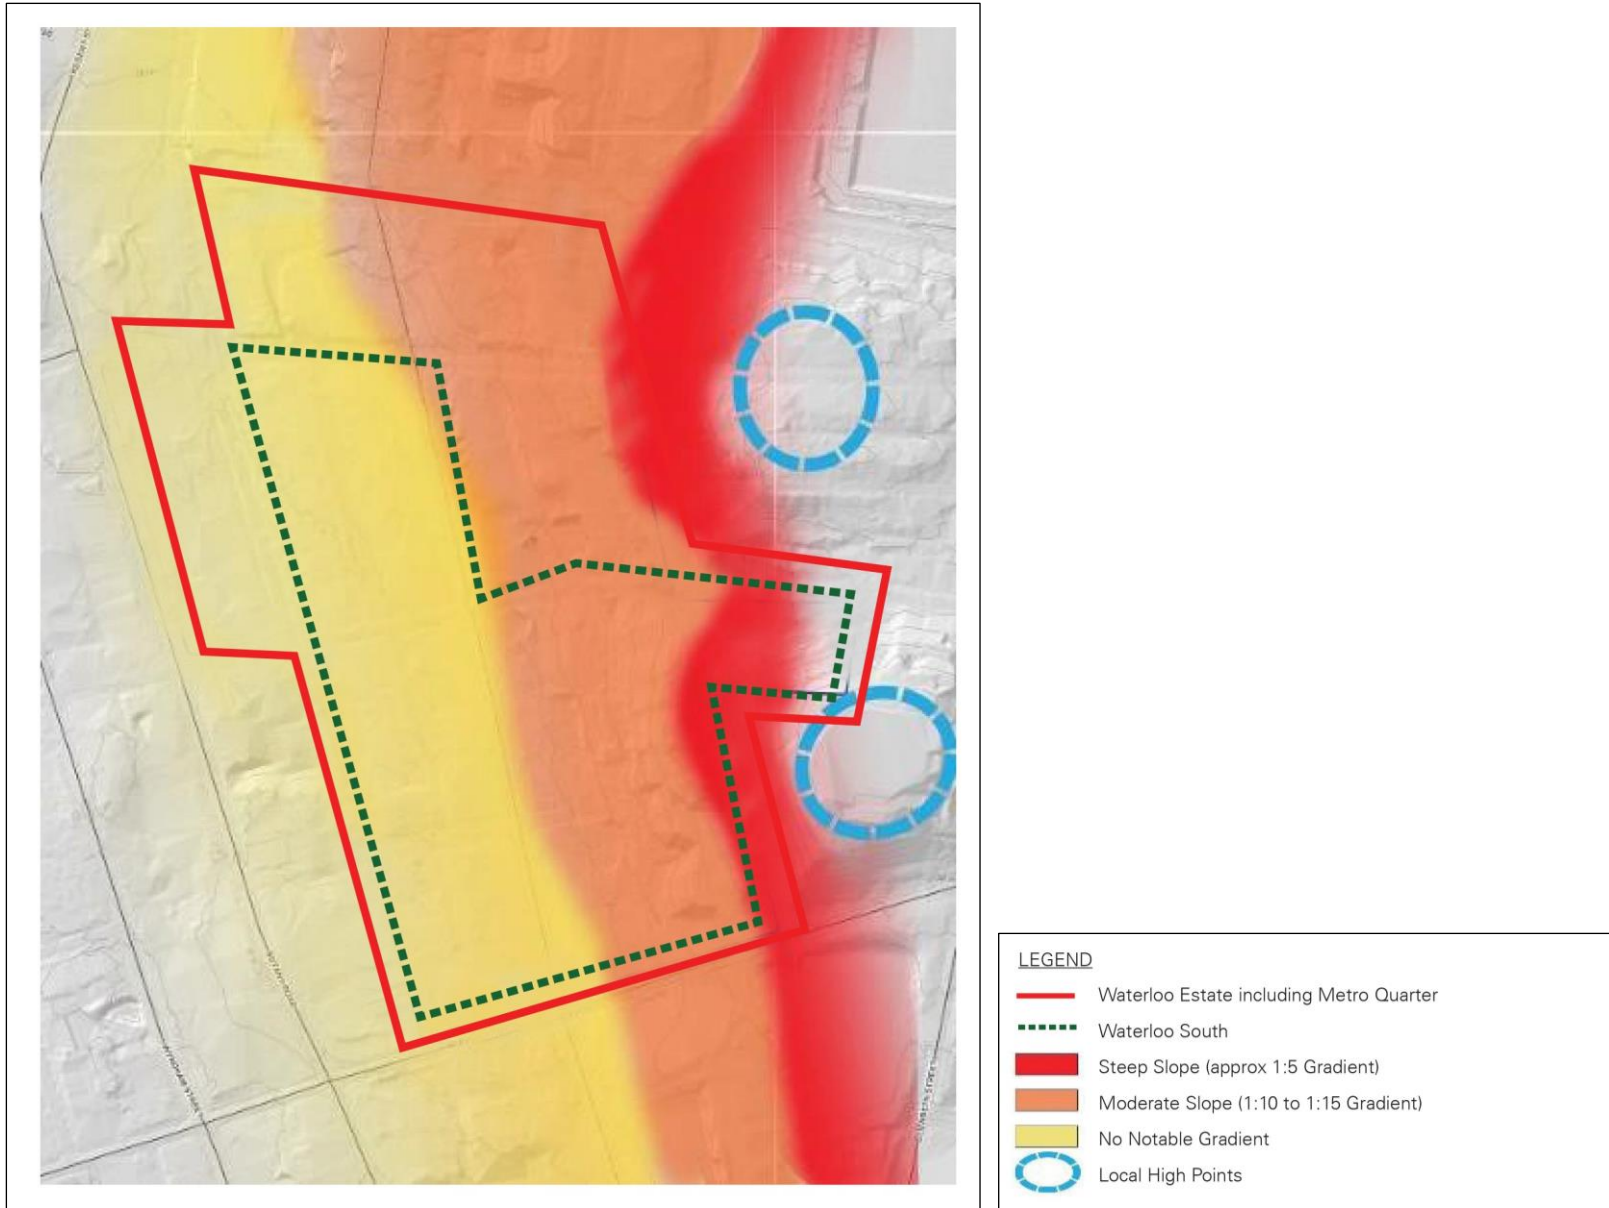 LEGEND
Waterloo Estate including Metro Quarter
Waterloo South
Steep Slope (approx 1:5 Gradient)
Moderate Slope (1:10 to 1:15 Gradient)
No Notable Gradient
Local High Points